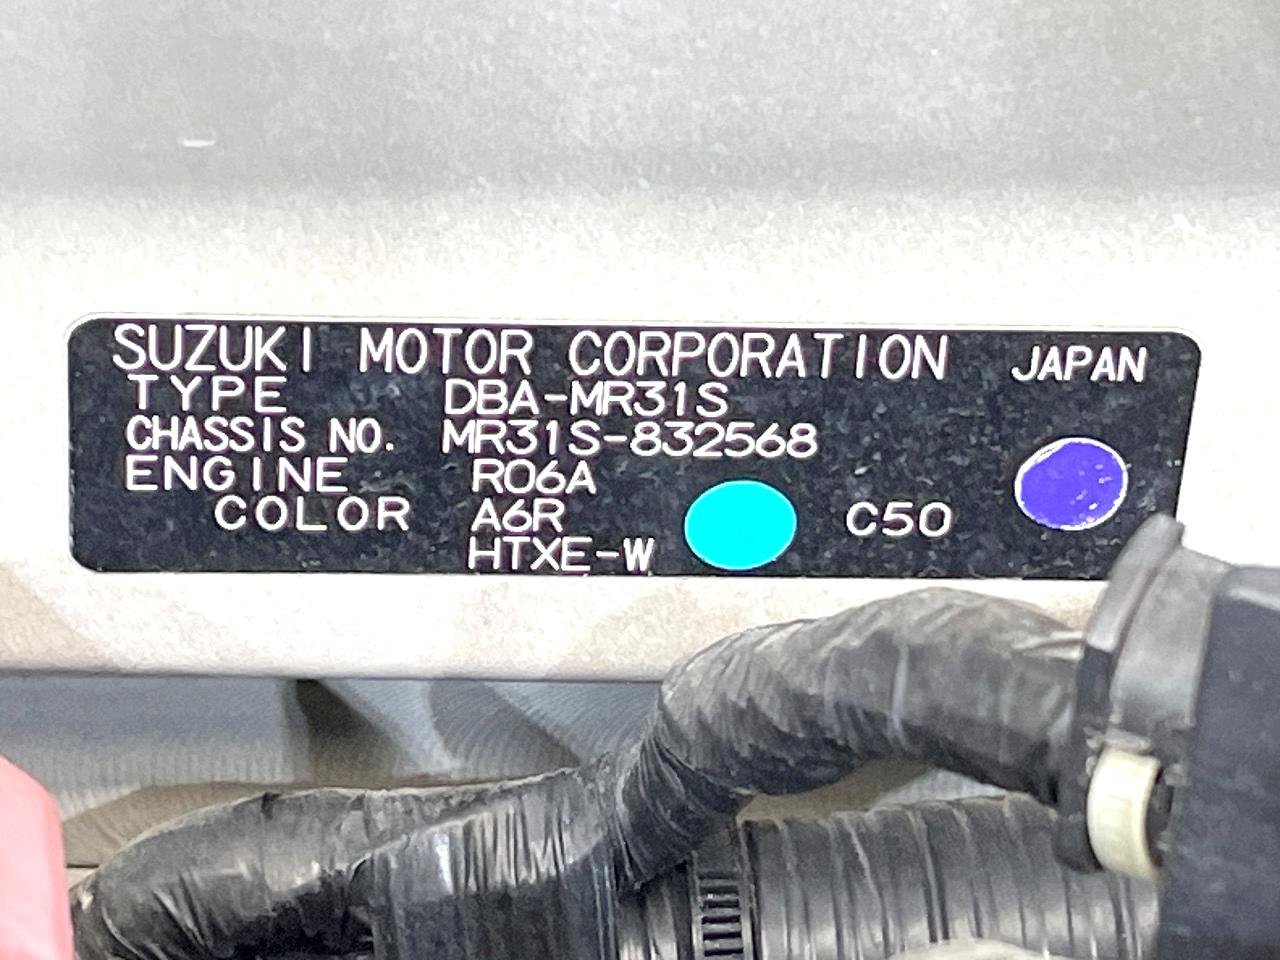 SUZUKI MOTOR CORPORATION JAPAN
TYPE DBA-MR31S
CHASSIS NO. MR31S-832568
ENGINE R06A
COLOR A6R C50
HTXE-W